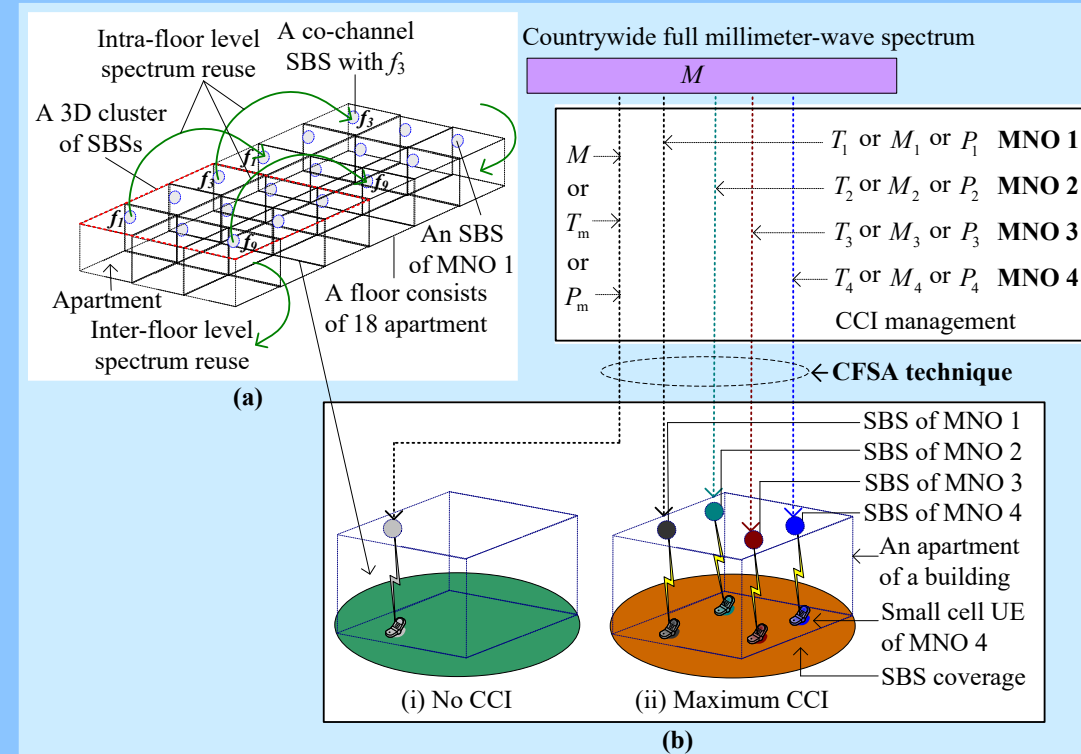 Intra-floor level
spectrum reuse
A co-channel
SBS with f3
A 3D cluster
of SBSs
f3
f1
f3
f9
f1
f9
An SBS
of MNO 1
Apartment
A floor consists
of 18 apartment
Inter-floor level
spectrum reuse
(a)
Countrywide full millimeter-wave spectrum
M
M
or
Tm
or
Pm
T1 or M1 or P1 MNO 1
T2 or M2 or P2 MNO 2
T3 or M3 or P3 MNO 3
T4 or M4 or P4 MNO 4
CCI management
CFSA technique
SBS of MNO 1
SBS of MNO 2
SBS of MNO 3
SBS of MNO 4
An apartment
of a building
Small cell UE
of MNO 4
SBS coverage
(i) No CCI
(ii) Maximum CCI
(b)